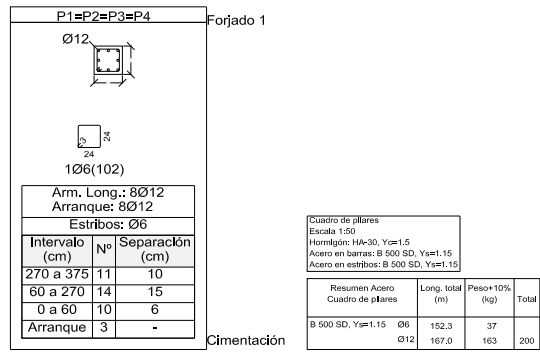 P1=P2=P3=P4
Forjado 1
Ø12
24
24
1Ø6(102)
Arm. Long.: 8Ø12
Arranque: 8Ø12
Estribos: Ø6
Intervalo (cm) Nº Separación (cm)
270 a 375 11 10
60 a 270 14 15
0 a 60 10 6
Arranque 3 -
Cimentación
Cuadro de pilares
Escala 1:50
Hormigón: HA-30, Yc=1.5
Acero en barras: B 500 SD, Ys=1.15
Acero en estribos: B 500 SD, Ys=1.15
Resumen Acero Cuadro de pilares Long. total (m) Peso+10% (kg) Total
B 500 SD, Ys=1.15 Ø6 152.3 37
Ø12 167.0 163 200